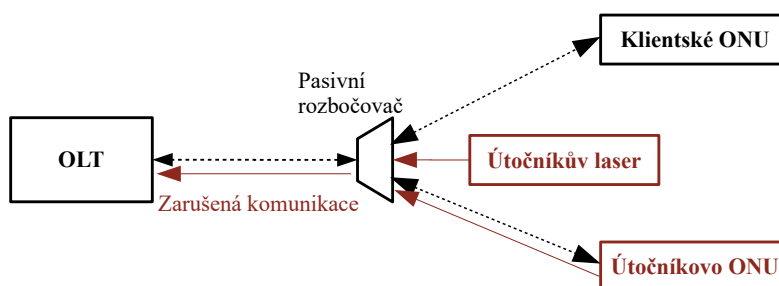 Klientské ONU
Pasivní
rozbočovač
OLT
Útočníkův laser
Zarušená komunikace
Útočníkovo ONU